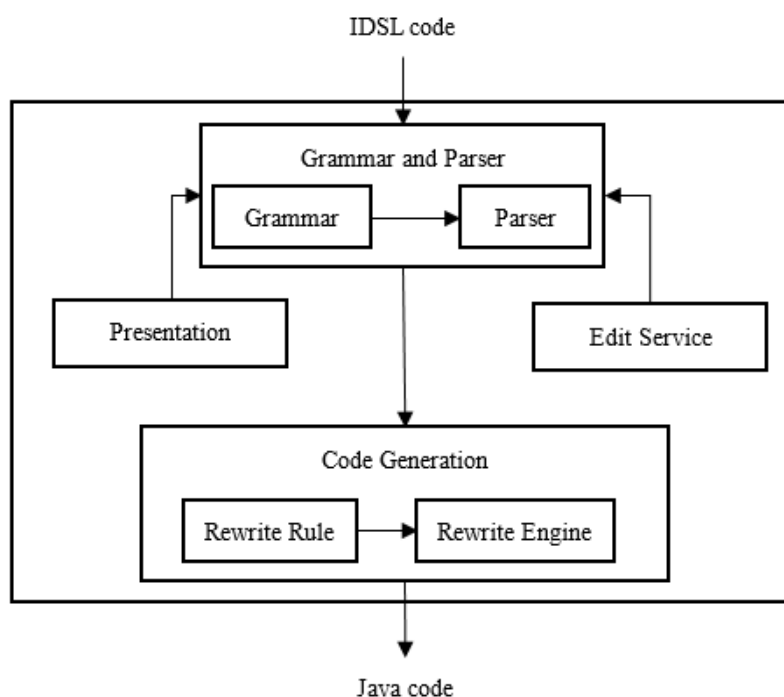 IDSL code
Grammar and Parser
Grammar
Parser
Presentation
Edit Service
Code Generation
Rewrite Rule
Rewrite Engine
Java code